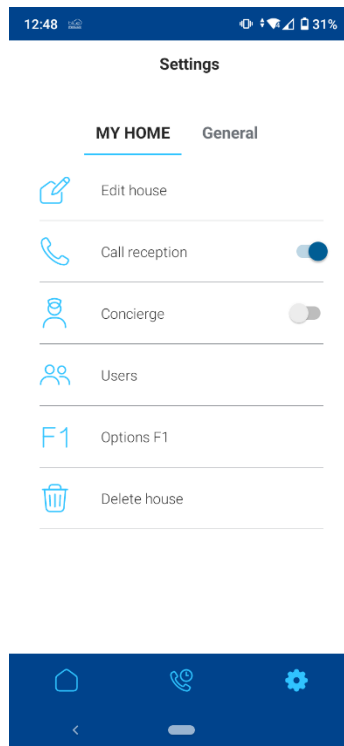 12:48 31%
Settings
MY HOME General
Edit house
Call reception
Concierge
Users
F1 Options F1
Delete house